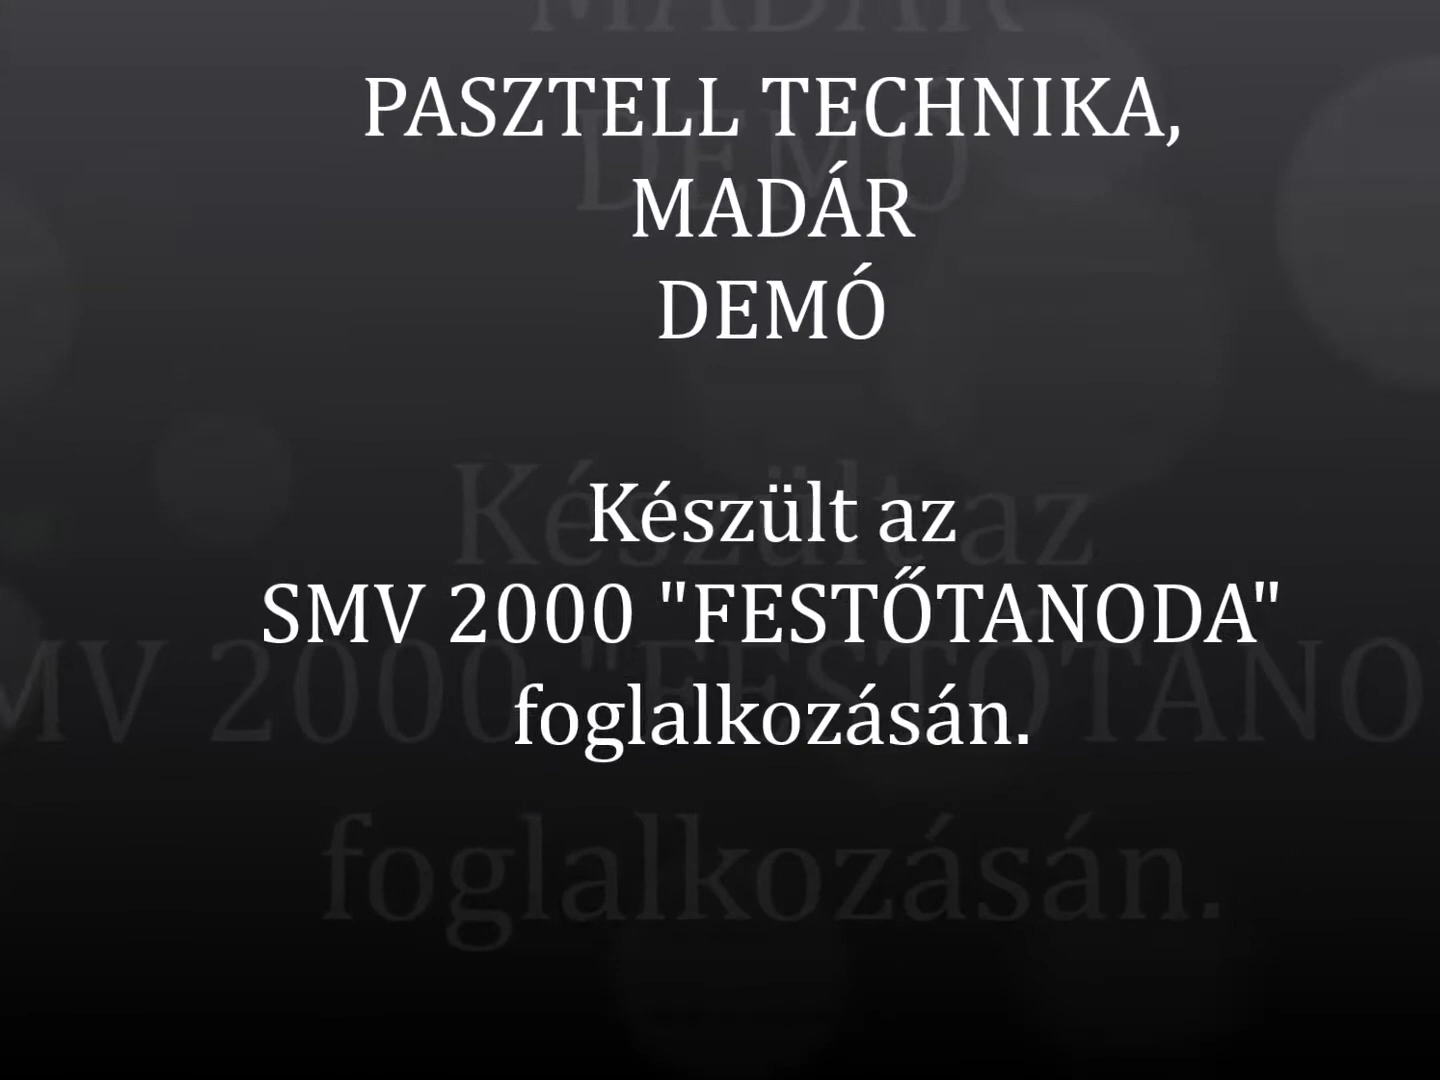 PASZTELL TECHNIKA,
MADÁR
DEMÓ
Készült az
SMV 2000 "FESTŐTANODA"
foglalkozásán.